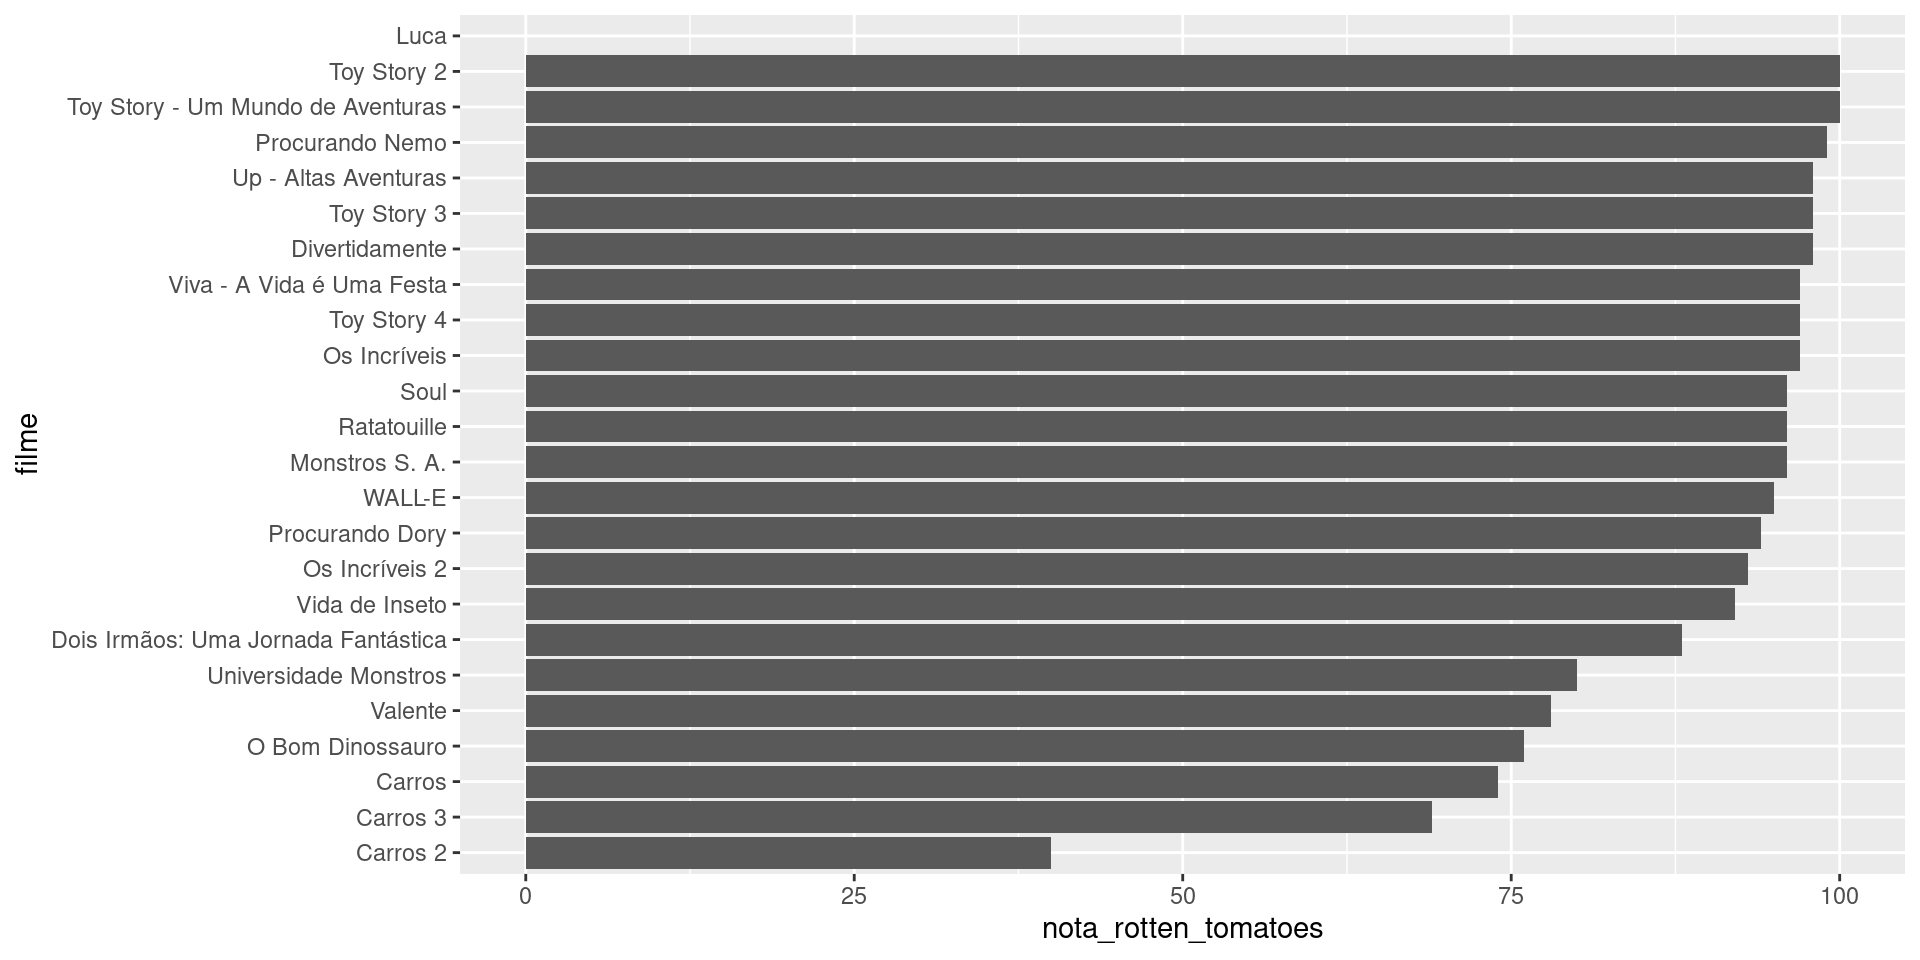 Luca
Toy Story 2
Toy Story - Um Mundo de Aventuras
Procurando Nemo
Up - Altas Aventuras
Toy Story 3
Divertidamente
Viva - A Vida é Uma Festa
Toy Story 4
Os Incríveis
Soul
Ratatouille
Monstros S. A.
WALL-E
Procurando Dory
Os Incríveis 2
Vida de Inseto
Dois Irmãos: Uma Jornada Fantástica
Universidade Monstros
Valente
O Bom Dinossauro
Carros
Carros 3
Carros 2
filme
0 25 50 75 100
nota_rotten_tomatoes